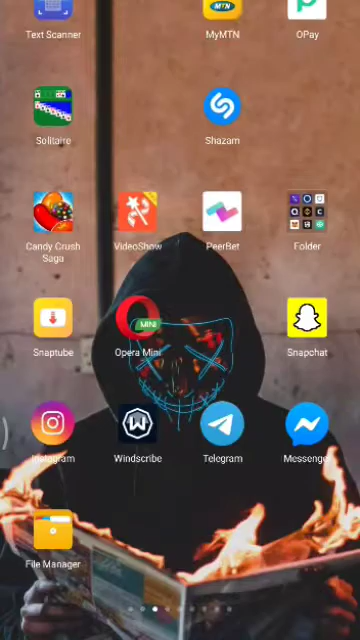 Text Scanner
MyMTN
OPay
Solitaire
Shazam
Candy Crush
Saga
VideoShow
PeerBet
Folder
Snaptube
MINI
Opera Mini
Snapchat
Instagram
Windscribe
Telegram
Messenger
File Manager